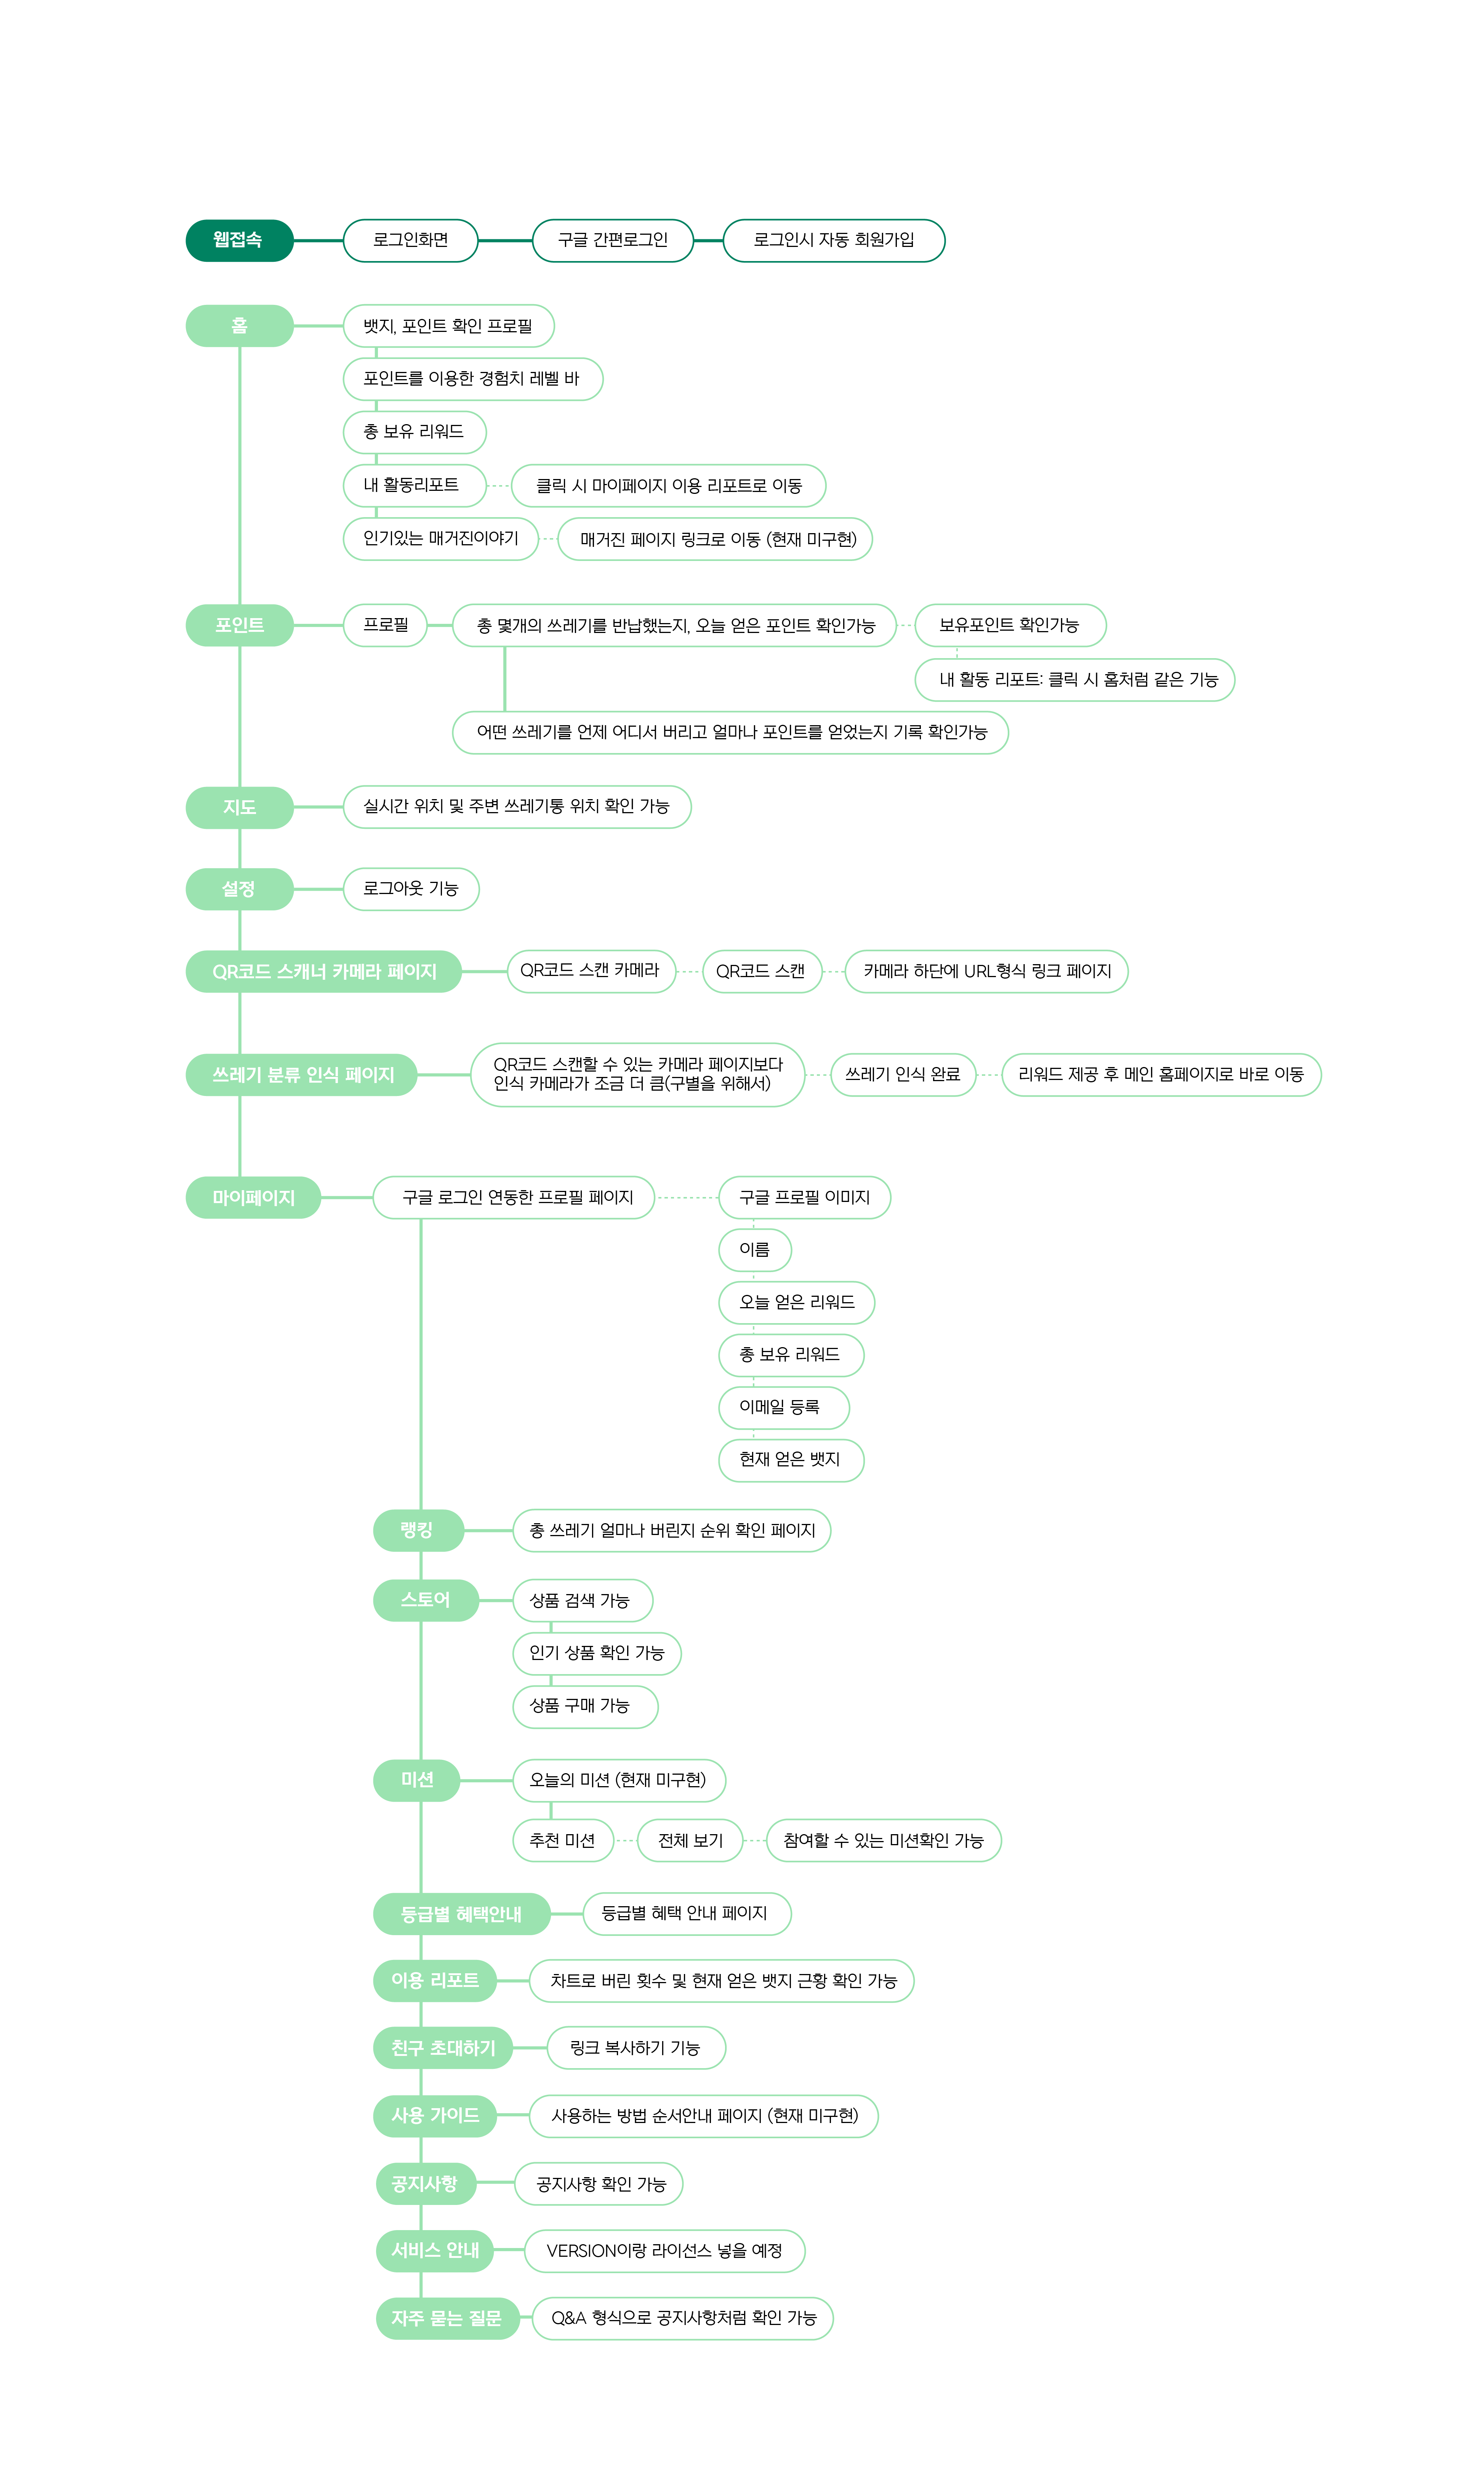 웹접속
로그인화면
구글 간편로그인
로그인시 자동 회원가입
홈
뱃지, 포인트 확인 프로필
포인트를 이용한 경험치 레벨 바
총 보유 리워드
내 활동리포트
클릭 시 마이페이지 이용 리포트로 이동
인기있는 매거진이야기
매거진 페이지 링크로 이동 (현재 미구현)
포인트
프로필
총 몇개의 쓰레기를 반납했는지, 오늘 얻은 포인트 확인가능
보유포인트 확인가능
내 활동 리포트: 클릭 시 홈처럼 같은 기능
어떤 쓰레기를 언제 어디서 버리고 얼마나 포인트를 얻었는지 기록 확인가능
지도
실시간 위치 및 주변 쓰레기통 위치 확인 가능
설정
로그아웃 기능
QR코드 스캐너 카메라 페이지
QR코드 스캔 카메라
QR코드 스캔
카메라 하단에 URL형식 링크 페이지
쓰레기 분류 인식 페이지
QR코드 스캔할 수 있는 카메라 페이지보다
인식 카메라가 조금 더 큼(구별을 위해서)
쓰레기 인식 완료
리워드 제공 후 메인 홈페이지로 바로 이동
마이페이지
구글 로그인 연동한 프로필 페이지
구글 프로필 이미지
이름
오늘 얻은 리워드
총 보유 리워드
이메일 등록
현재 얻은 뱃지
랭킹
총 쓰레기 얼마나 버린지 순위 확인 페이지
스토어
상품 검색 가능
인기 상품 확인 가능
상품 구매 가능
미션
오늘의 미션 (현재 미구현)
추천 미션
전체 보기
참여할 수 있는 미션확인 가능
등급별 혜택안내
등급별 혜택 안내 페이지
이용 리포트
차트로 버린 횟수 및 현재 얻은 뱃지 근황 확인 가능
친구 초대하기
링크 복사하기 기능
사용 가이드
사용하는 방법 순서안내 페이지 (현재 미구현)
공지사항
공지사항 확인 가능
서비스 안내
VERSION이랑 라이선스 넣을 예정
자주 묻는 질문
Q&A 형식으로 공지사항처럼 확인 가능